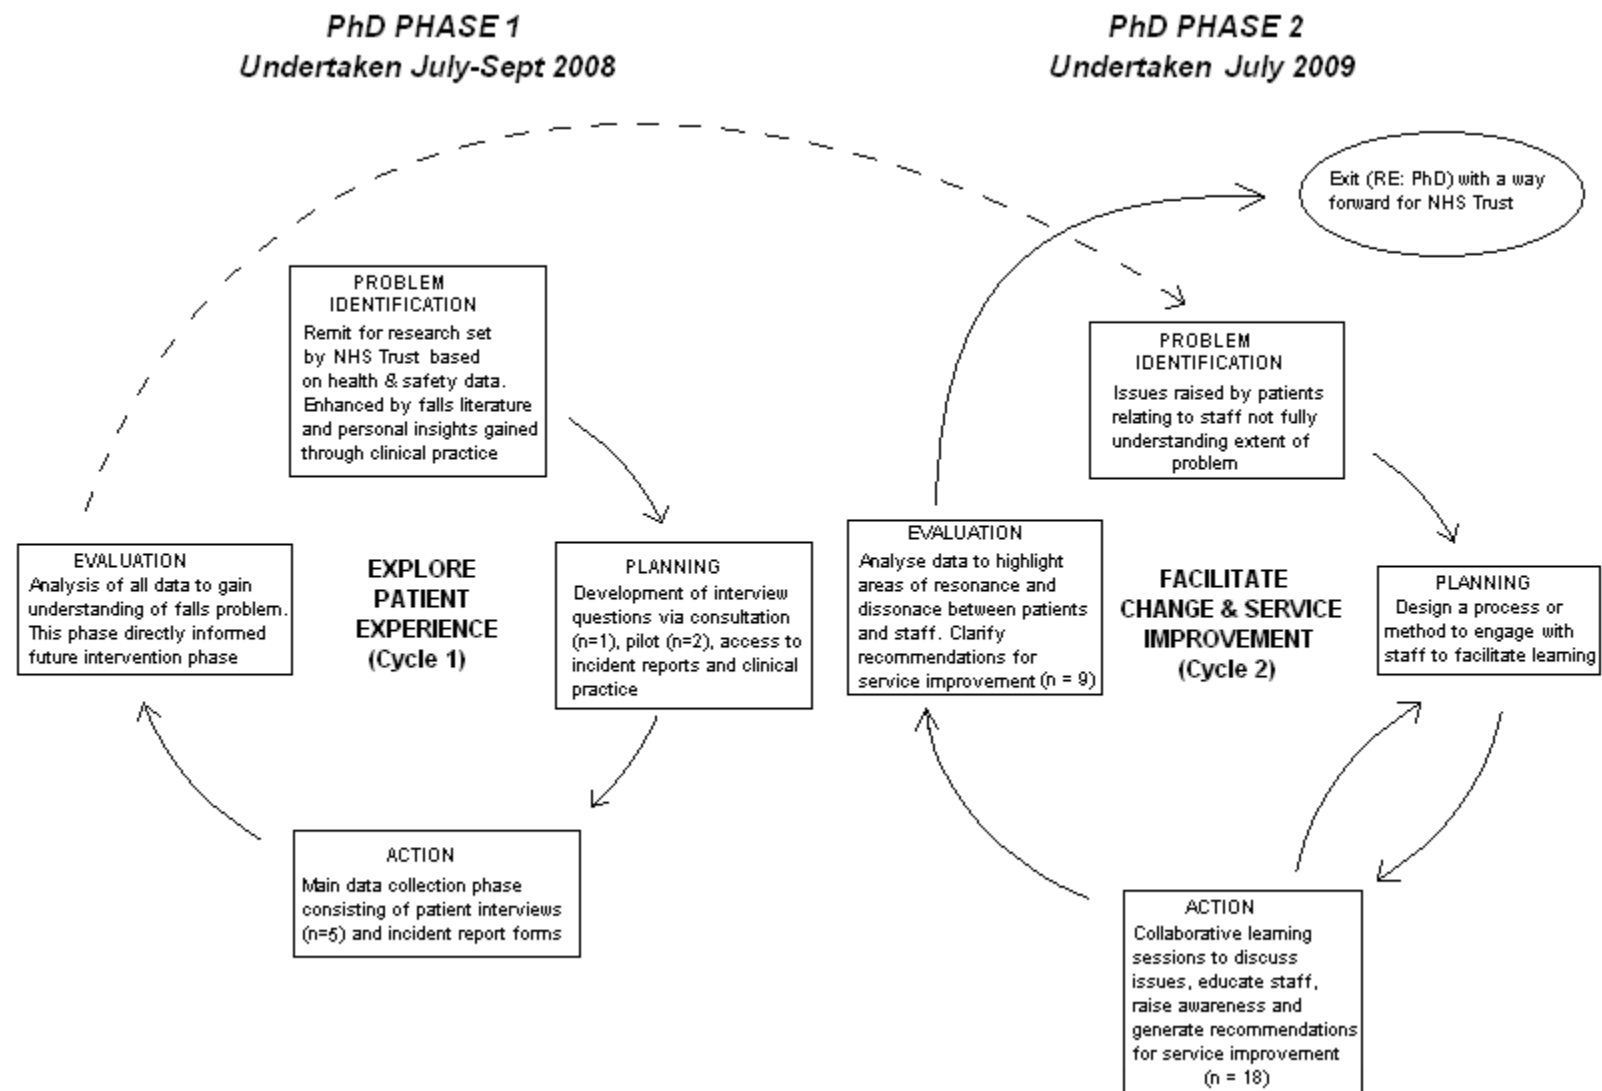 PhD PHASE 1
Undertaken July-Sept 2008
PROBLEM
IDENTIFICATION
Remit for research set
by NHS Trust based
on health & safety data.
Enhanced by falls literature
and personal insights gained
through clinical practice
EVALUATION
Analysis of all data to gain
understanding of falls problem.
This phase directly informed
future intervention phase
EXPLORE
PATIENT
EXPERIENCE
(Cycle 1)
PLANNING
Development of interview
questions via consultation
(n=1), pilot (n=2), access to
incident reports and clinical
practice
ACTION
Main data collection phase
consisting of patient interviews
(n=5) and incident report forms
PhD PHASE 2
Undertaken July 2009
Exit (RE: PhD) with a way
forward for NHS Trust
PROBLEM
IDENTIFICATION
Issues raised by patients
relating to staff not fully
understanding extent of
problem
EVALUATION
Analyse data to highlight
areas of resonance and
dissonace between patients
and staff. Clarify
recommendations for
service improvement (n = 9)
FACILITATE
CHANGE & SERVICE
IMPROVEMENT
(Cycle 2)
PLANNING
Design a process or
method to engage with
staff to facilitate learning
ACTION
Collaborative learning
sessions to discuss
issues, educate staff,
raise awareness and
generate recommendations
for service improvement
(n = 18)